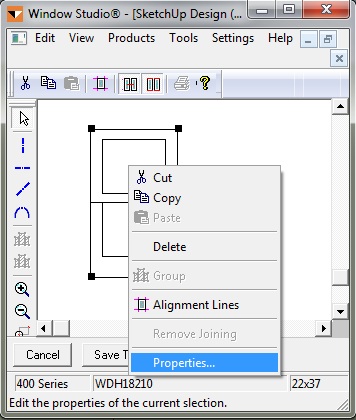 Window Studio® - [SketchUp Design (...
Edit View Products Tools Settings Help
Cut
Copy
Paste
Delete
Group
Alignment Lines
Remove Joining
Properties...
Cancel Save T
400 Series WDH18210 22x37
Edit the properties of the current slection.